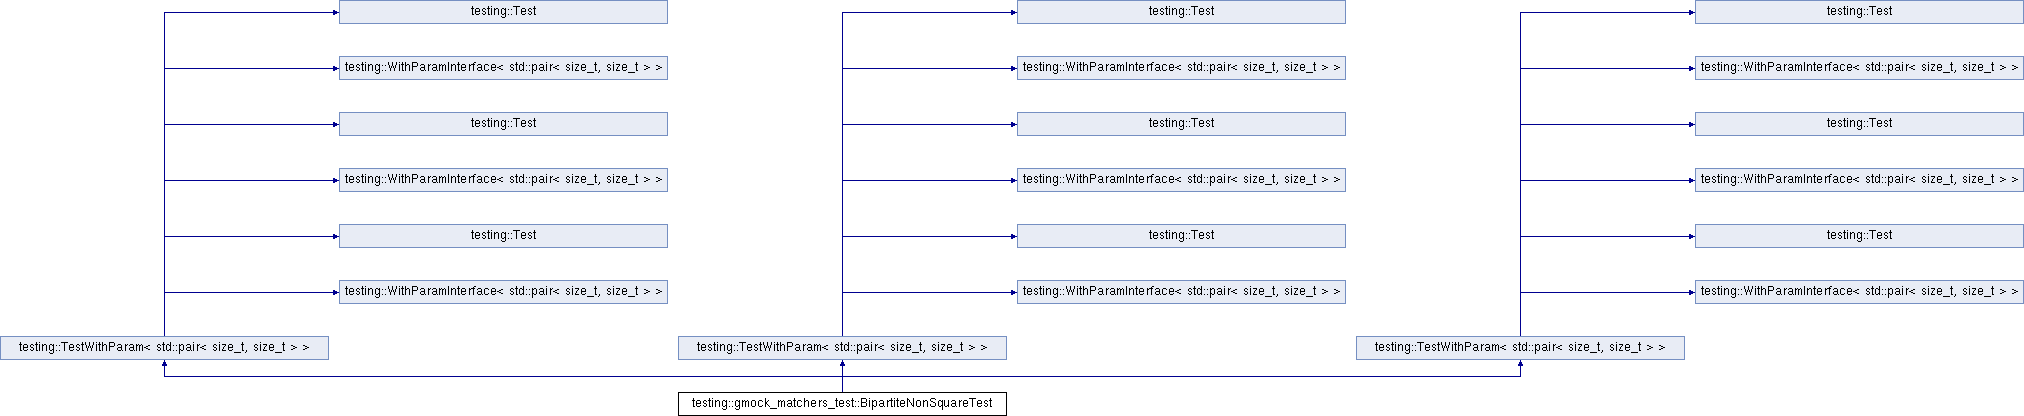 testing::Test
testing::Test
testing::Test
testing::WithParamInterface< std::pair< size_t, size_t > >
testing::WithParamInterface< std::pair< size_t, size_t > >
testing::WithParamInterface< std::pair< size_t, size_t > >
testing::Test
testing::Test
testing::Test
testing::WithParamInterface< std::pair< size_t, size_t > >
testing::WithParamInterface< std::pair< size_t, size_t > >
testing::WithParamInterface< std::pair< size_t, size_t > >
testing::Test
testing::Test
testing::Test
testing::WithParamInterface< std::pair< size_t, size_t > >
testing::WithParamInterface< std::pair< size_t, size_t > >
testing::WithParamInterface< std::pair< size_t, size_t > >
testing::TestWithParam< std::pair< size_t, size_t > >
testing::TestWithParam< std::pair< size_t, size_t > >
testing::TestWithParam< std::pair< size_t, size_t > >
testing::gmock_matchers_test::BipartiteNonSquareTest